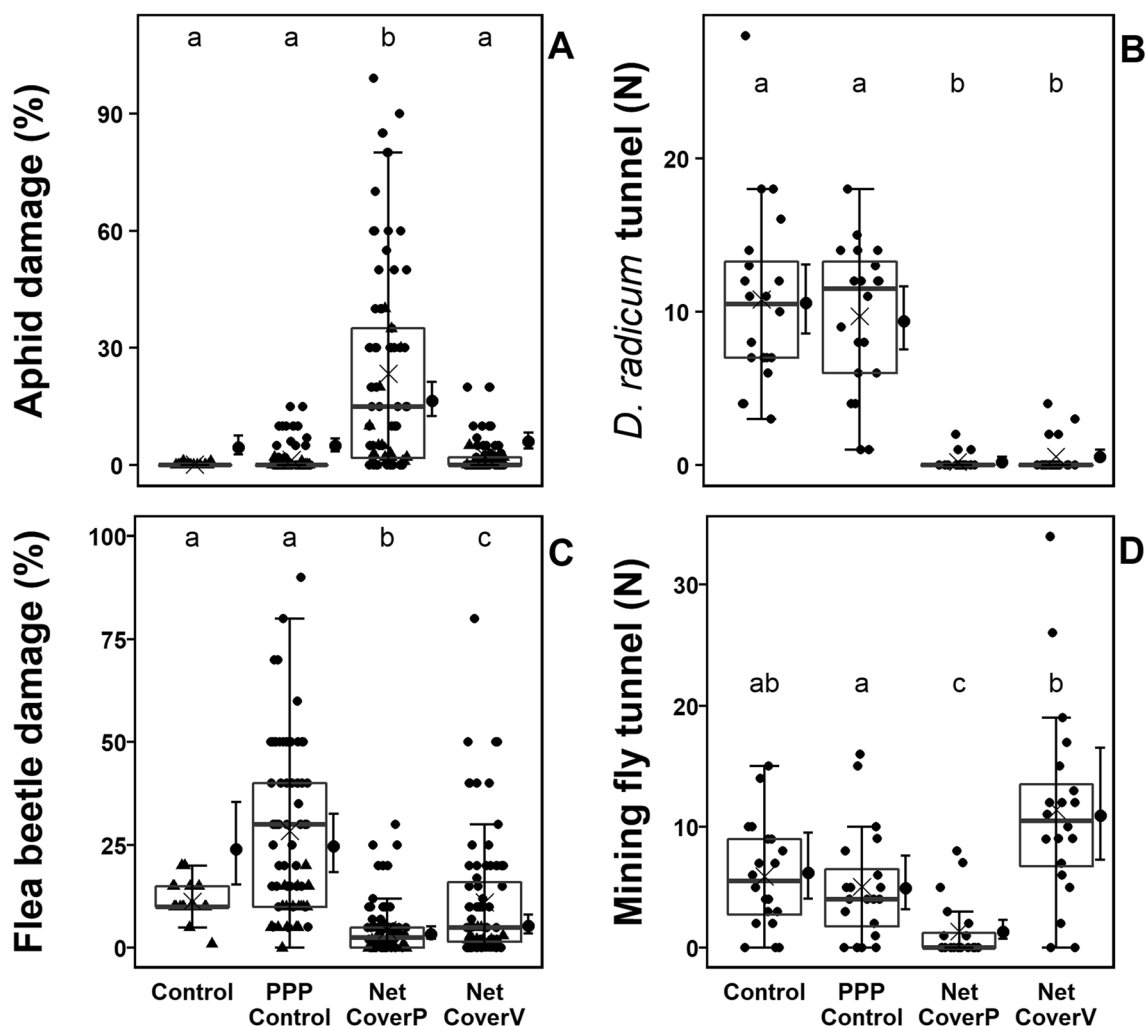 a a b a A
Aphid damage (%)
90
60
30
0
a a b b B
D. radicum tunnel (N)
20
10
0
a a b c C
Flea beetle damage (%)
100
75
50
25
0
Control PPP Control Net CoverP Net CoverV
ab a c b D
Mining fly tunnel (N)
30
20
10
0
Control PPP Control Net CoverP Net CoverV